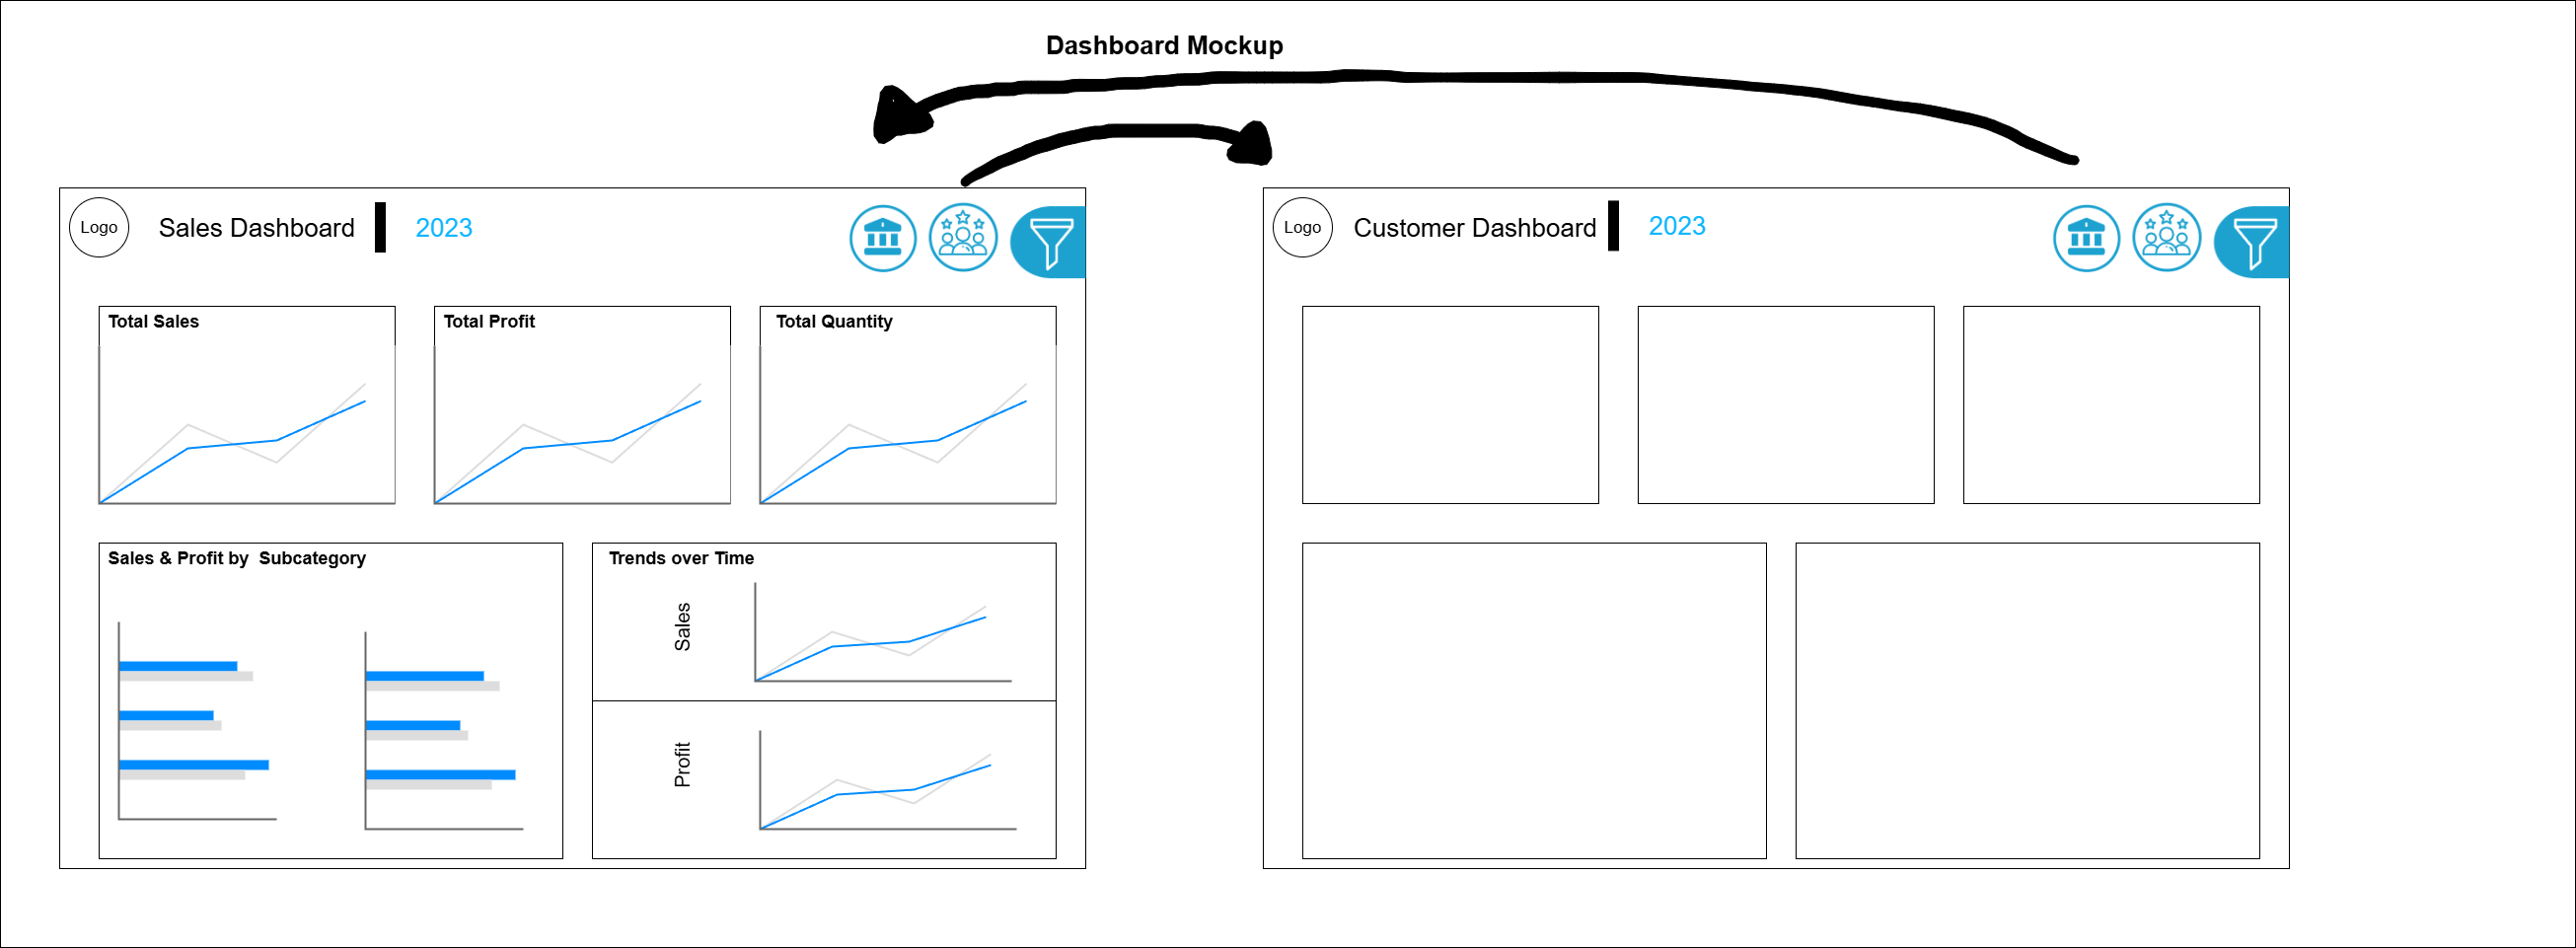 Dashboard Mockup
Logo
Sales Dashboard
2023
Total Sales
Total Profit
Total Quantity
Sales & Profit by  Subcategory
Trends over Time
Sales
Profit
Logo
Customer Dashboard
2023